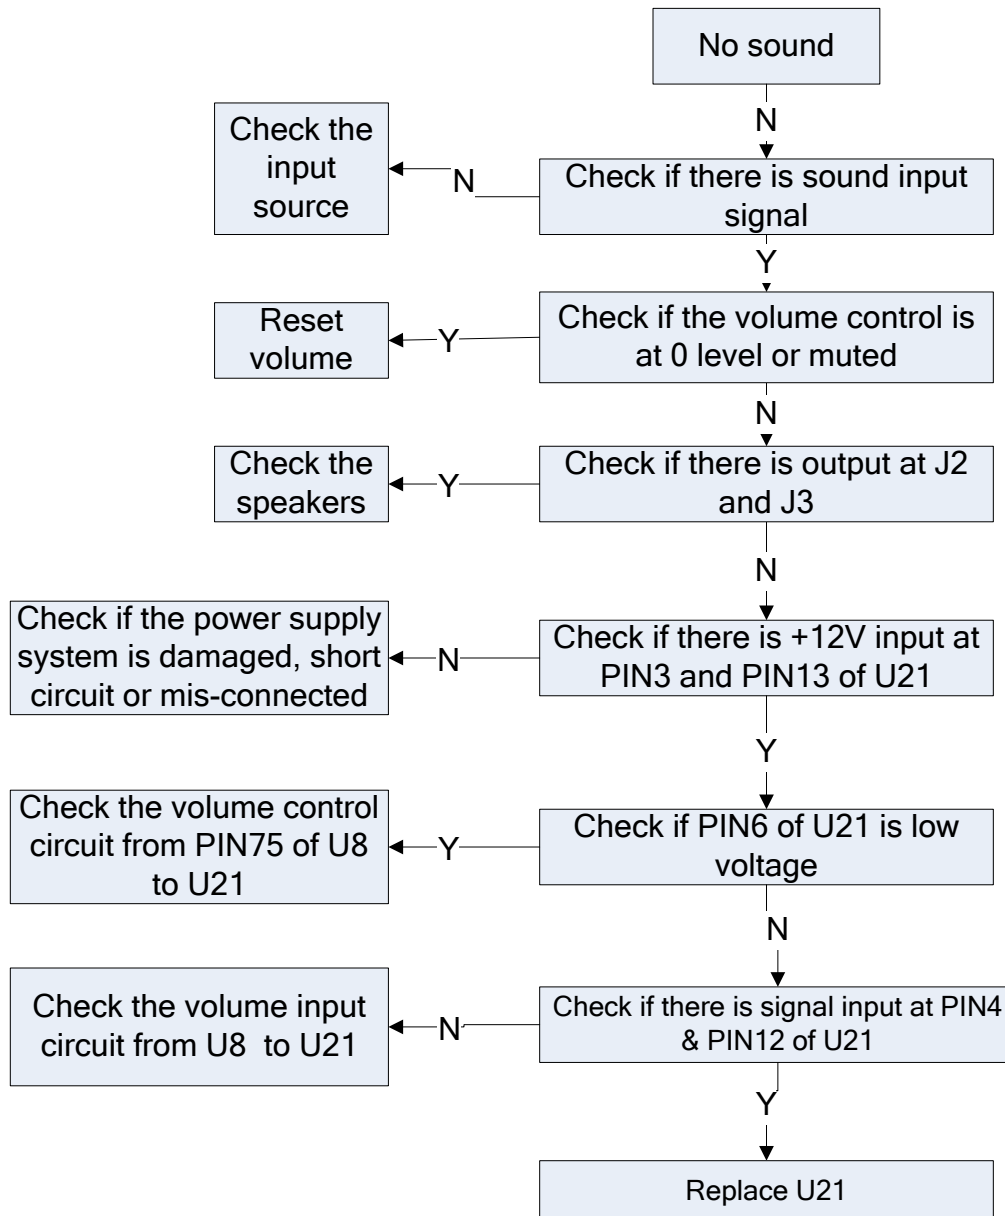 No sound
N
Check the
input
source
N
Check if there is sound input
signal
Y
Reset
volume
Y
Check if the volume control is
at 0 level or muted
N
Check the
speakers
Y
Check if there is output at J2
and J3
N
Check if the power supply
system is damaged, short
circuit or mis-connected
N
Check if there is +12V input at
PIN3 and PIN13 of U21
Y
Check the volume control
circuit from PIN75 of U8
to U21
Y
Check if PIN6 of U21 is low
voltage
N
Check the volume input
circuit from U8 to U21
N
Check if there is signal input at PIN4
& PIN12 of U21
Y
Replace U21